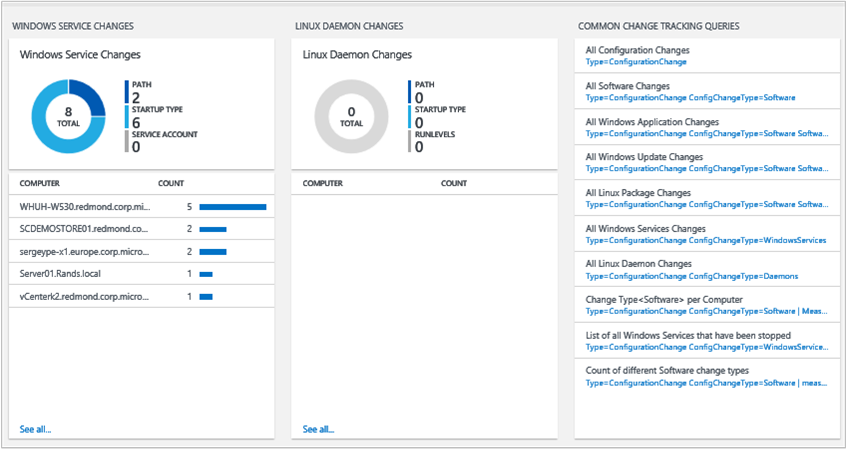 WINDOWS SERVICE CHANGES
Windows Service Changes
8
TOTAL
PATH
2
STARTUP TYPE
6
SERVICE ACCOUNT
0
COMPUTER COUNT
WHUH-W530.redmond.corp.mi... 5
SCDEMOSTORE01.redmond.co... 2
sergeype-x1.europe.corp.micro... 2
Server01.Rands.local 1
vCenterk2.redmond.corp.micro... 1
See all...
LINUX DAEMON CHANGES
Linux Daemon Changes
0
TOTAL
PATH
0
STARTUP TYPE
0
RUNLEVELS
0
COMPUTER COUNT
See all...
COMMON CHANGE TRACKING QUERIES
All Configuration Changes
Type=ConfigurationChange
All Software Changes
Type=ConfigurationChange ConfigChangeType=Software
All Windows Application Changes
Type=ConfigurationChange ConfigChangeType=Software Softwa...
All Windows Update Changes
Type=ConfigurationChange ConfigChangeType=Software Softwa...
All Linux Package Changes
Type=ConfigurationChange ConfigChangeType=Software Softwa...
All Windows Services Changes
Type=ConfigurationChange ConfigChangeType=WindowsServices
All Linux Daemon Changes
Type=ConfigurationChange ConfigChangeType=Daemons
Change Type<Software> per Computer
Type=ConfigurationChange ConfigChangeType=Software | Meas...
List of all Windows Services that have been stopped
Type=ConfigurationChange ConfigChangeType=WindowsService...
Count of different Software change types
Type=ConfigurationChange ConfigChangeType=Software | meas...